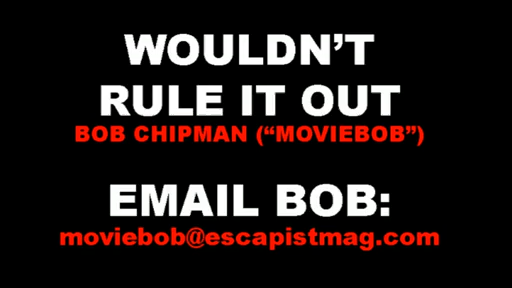 WOULDN'T
RULE IT OUT
BOB CHIPMAN ("MOVIEBOB")
EMAIL BOB:
moviebob@escapistmag.com